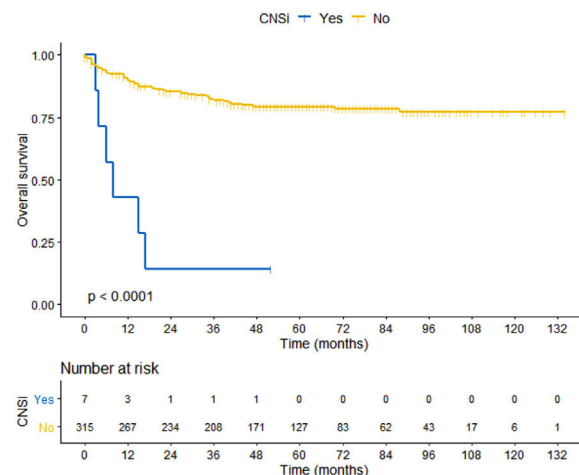 CNSi Yes No
1.00
0.75
0.50
0.25
0.00
Overall survival
p < 0.0001
0 12 24 36 48 60 72 84 96 108 120 132
Time (months)
Number at risk
CNSi
Yes 7 3 1 1 1 0 0 0 0 0 0 0
No 315 267 234 208 171 127 83 62 43 17 6 1
0 12 24 36 48 60 72 84 96 108 120 132
Time (months)